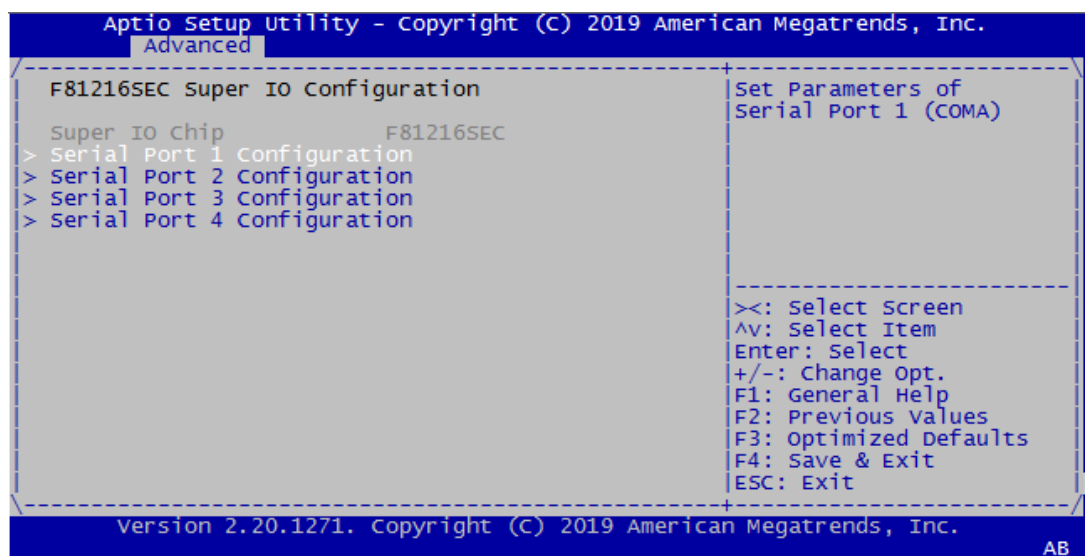 Aptio Setup Utility - Copyright (C) 2019 American Megatrends, Inc.
Advanced
F81216SEC Super IO Configuration
Super IO Chip F81216SEC
> Serial Port 1 Configuration
> Serial Port 2 Configuration
> Serial Port 3 Configuration
> Serial Port 4 Configuration
Set Parameters of
Serial Port 1 (COMA)
><: Select Screen
^v: Select Item
Enter: Select
+/-: Change Opt.
F1: General Help
F2: Previous Values
F3: Optimized Defaults
F4: Save & Exit
ESC: Exit
Version 2.20.1271. Copyright (C) 2019 American Megatrends, Inc.
AB